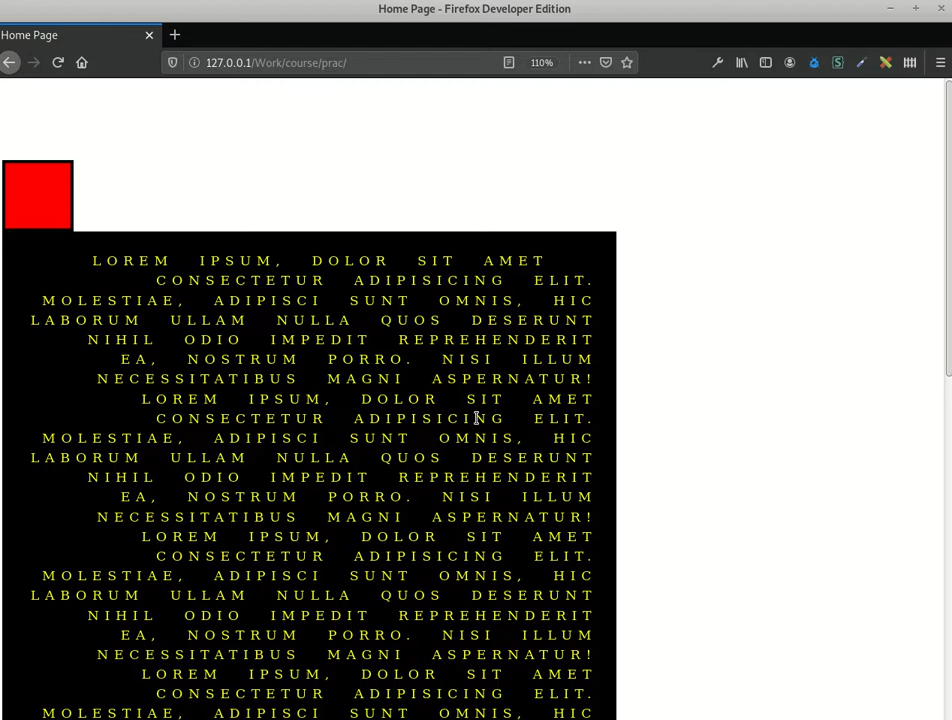 Home Page - Firefox Developer Edition
Home Page
127.0.0.1/Work/course/prac/
110%
LOREM IPSUM, DOLOR SIT AMET
CONSECTETUR ADIPISICING ELIT.
MOLESTIAE, ADIPISCI SUNT OMNIS, HIC
LABORUM ULLAM NULLA QUOS DESERUNT
NIHIL ODIO IMPEDIT REPREHENDERIT
EA, NOSTRUM PORRO. NISI ILLUM
NECESSITATIBUS MAGNI ASPERNATUR!
LOREM IPSUM, DOLOR SIT AMET
CONSECTETUR ADIPISICING ELIT.
MOLESTIAE, ADIPISCI SUNT OMNIS, HIC
LABORUM ULLAM NULLA QUOS DESERUNT
NIHIL ODIO IMPEDIT REPREHENDERIT
EA, NOSTRUM PORRO. NISI ILLUM
NECESSITATIBUS MAGNI ASPERNATUR!
LOREM IPSUM, DOLOR SIT AMET
CONSECTETUR ADIPISICING ELIT.
MOLESTIAE, ADIPISCI SUNT OMNIS, HIC
LABORUM ULLAM NULLA QUOS DESERUNT
NIHIL ODIO IMPEDIT REPREHENDERIT
EA, NOSTRUM PORRO. NISI ILLUM
NECESSITATIBUS MAGNI ASPERNATUR!
LOREM IPSUM, DOLOR SIT AMET
CONSECTETUR ADIPISICING ELIT.
MOLESTIAE, ADIPISCI SUNT OMNIS, HIC